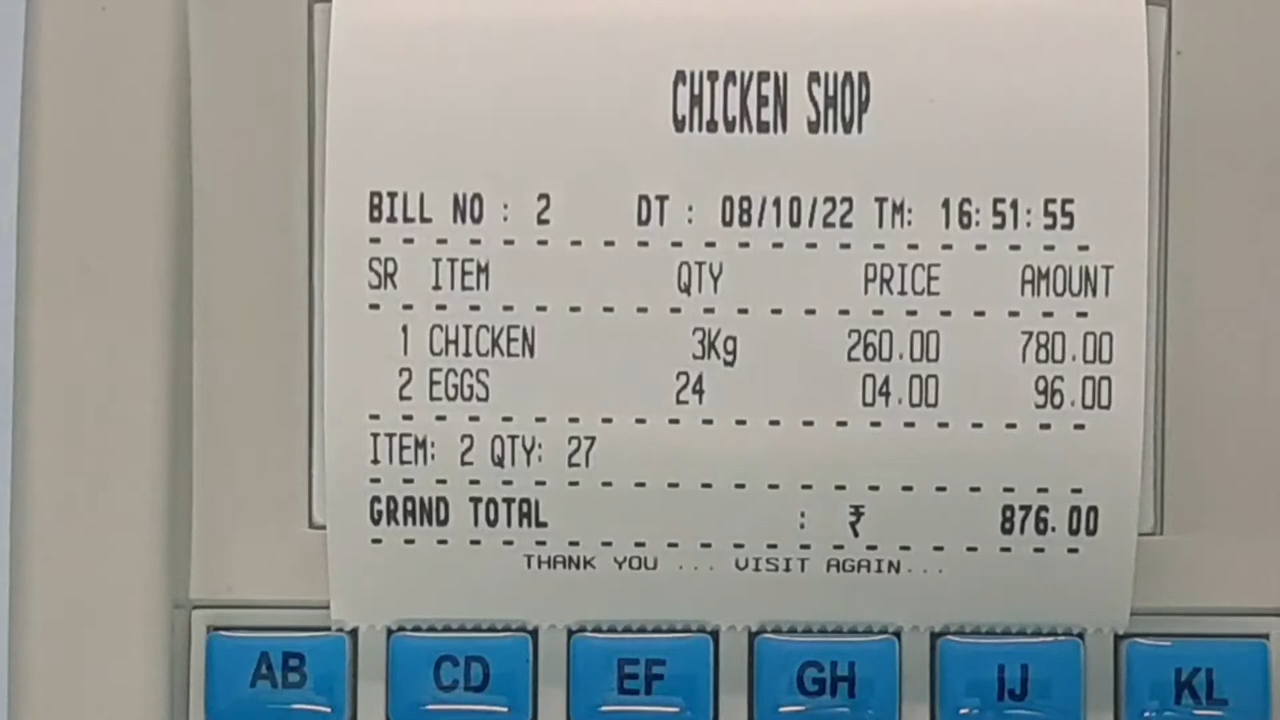 CHICKEN SHOP
BILL NO : 2 DT : 08/10/22 TM: 16:51:55
SR ITEM QTY PRICE AMOUNT
1 CHICKEN 3Kg 260.00 780.00
2 EGGS 24 04.00 96.00
ITEM: 2 QTY: 27
GRAND TOTAL : ₹ 876.00
THANK YOU ... VISIT AGAIN...
AB CD EF GH IJ KL